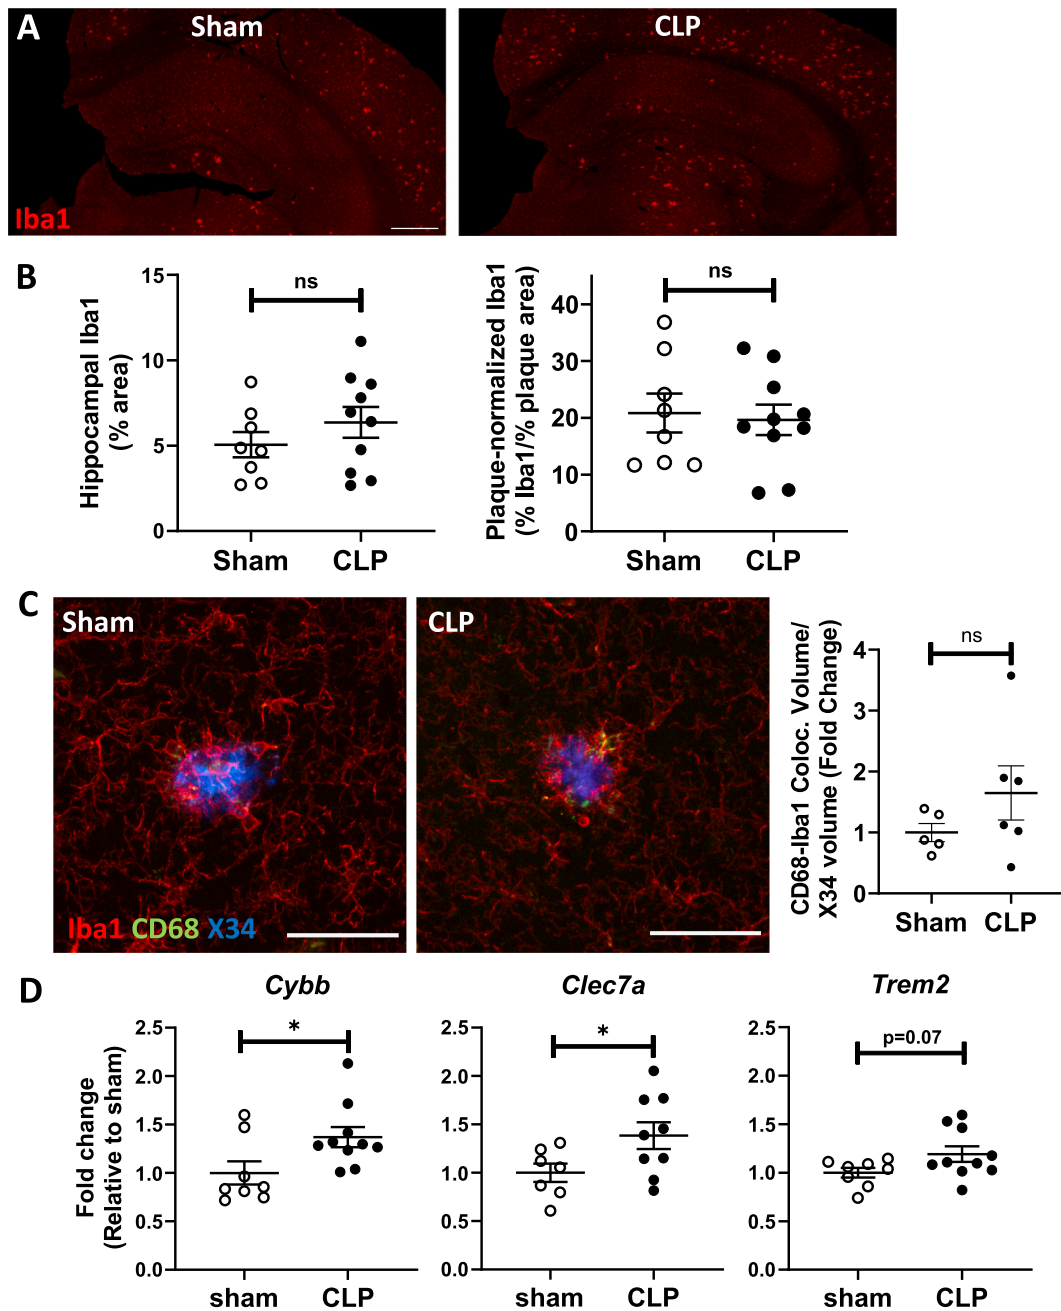 A
Sham
CLP
Iba1
B
Hippocampal Iba1
(% area)
15
10
5
0
ns
Sham
CLP
Plaque-normalized Iba1
(% Iba1/% plaque area)
40
30
20
10
0
ns
Sham
CLP
C
Sham
Iba1 CD68 X34
CLP
CD68-Iba1 Coloc. Volume/
X34 volume (Fold Change)
4
3
2
1
0
ns
Sham
CLP
D
Cybb
Fold change
(Relative to sham)
2.5
2.0
1.5
1.0
0.5
0.0
*
sham
CLP
Clec7a
2.5
2.0
1.5
1.0
0.5
0.0
*
sham
CLP
Trem2
2.5
2.0
1.5
1.0
0.5
0.0
p=0.07
sham
CLP